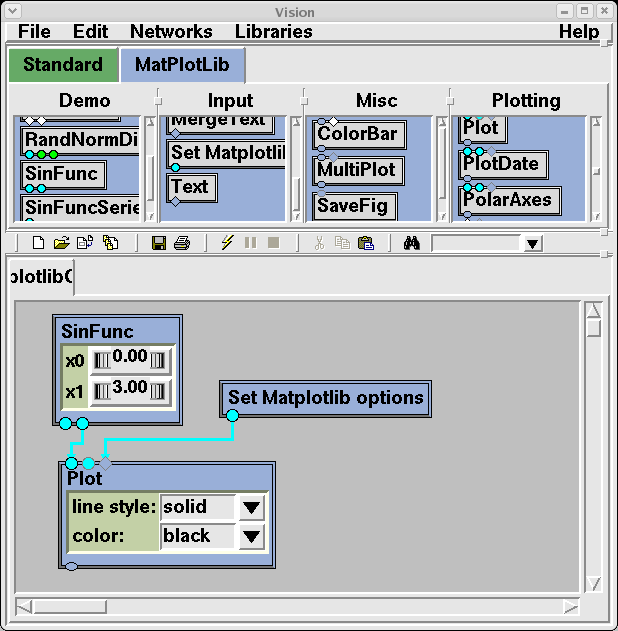 Vision
File Edit Networks Libraries Help
Standard MatPlotLib
Demo Input Misc Plotting
RandNormDi
SinFunc
SinFuncSerie
MergeText
Set Matplotli
Text
ColorBar
MultiPlot
SaveFig
Plot
PlotDate
PolarAxes
plotlibC
SinFunc
x0 0.00
x1 3.00
Set Matplotlib options
Plot
line style: solid
color: black